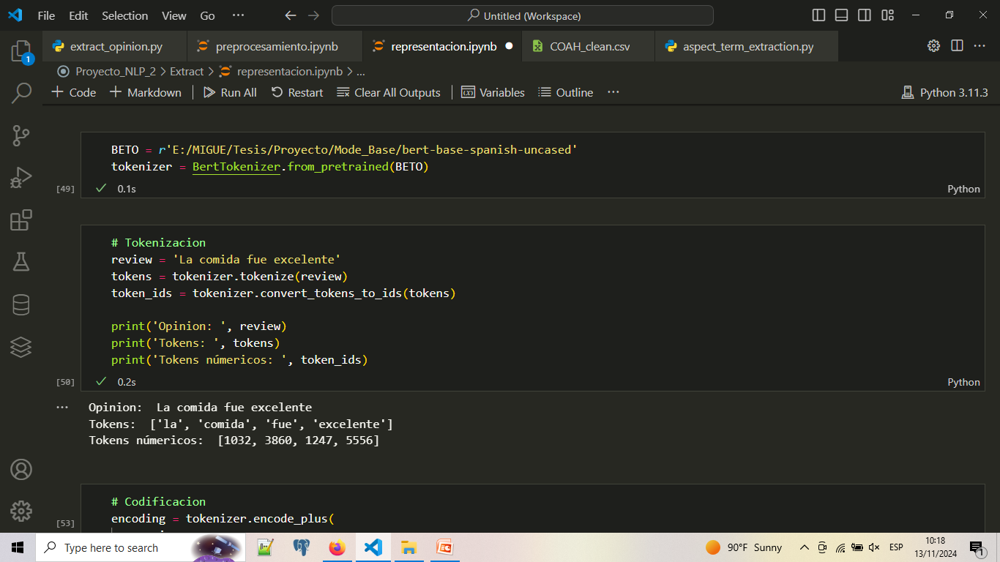 File Edit Selection View Go ··· Untitled (Workspace)
extract_opinion.py preprocesamiento.ipynb representacion.ipynb COAH_clean.csv aspect_term_extraction.py
1
Proyecto_NLP_2 > Extract > representacion.ipynb > ...
+ Code + Markdown Run All Restart Clear All Outputs Variables Outline ··· Python 3.11.3
BETO = r'E:/MIGUE/Tesis/Proyecto/Mode_Base/bert-base-spanish-uncased'
tokenizer = BertTokenizer.from_pretrained(BETO)
[49] 0.1s Python
# Tokenizacion
review = 'La comida fue excelente'
tokens = tokenizer.tokenize(review)
token_ids = tokenizer.convert_tokens_to_ids(tokens)
print('Opinion: ', review)
print('Tokens: ', tokens)
print('Tokens númericos: ', token_ids)
[50] 0.2s Python
··· Opinion:  La comida fue excelente
Tokens:  ['la', 'comida', 'fue', 'excelente']
Tokens númericos:  [1032, 3860, 1247, 5556]
# Codificacion
[53] encoding = tokenizer.encode_plus(
Type here to search 90°F Sunny ESP 10:18
13/11/2024 1